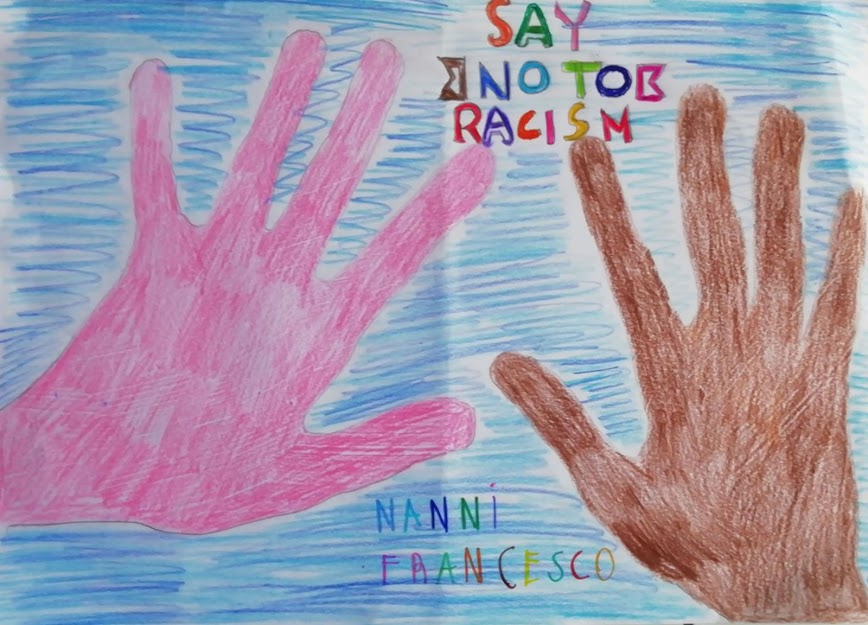 SAY
NO TO
RACISM
NANNI
FRANCESCO